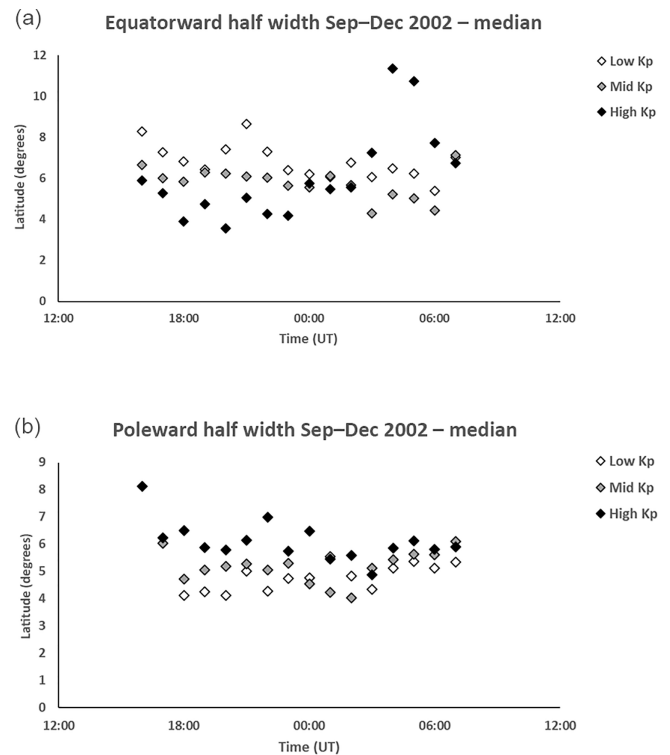 (a)
Equatorward half width Sep–Dec 2002 – median
12
10
8
6
4
2
0
Latitude (degrees)
12:00 18:00 00:00 06:00 12:00
Time (UT)
Low Kp
Mid Kp
High Kp
(b)
Poleward half width Sep–Dec 2002 – median
9
8
7
6
5
4
3
2
1
0
Latitude (degrees)
12:00 18:00 00:00 06:00 12:00
Time (UT)
Low Kp
Mid Kp
High Kp